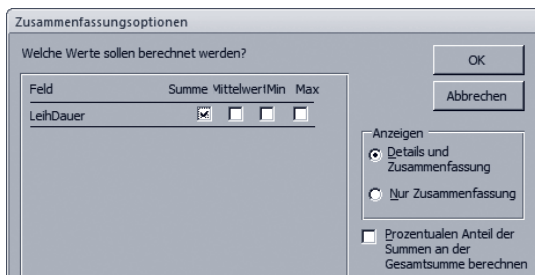 Zusammenfassungsoptionen
Welche Werte sollen berechnet werden?
OK
Abbrechen
Feld Summe Mittelwert Min Max
LeihDauer
Anzeigen
Details und
Zusammenfassung
Nur Zusammenfassung
Prozentualen Anteil der
Summen an der
Gesamtsumme berechnen